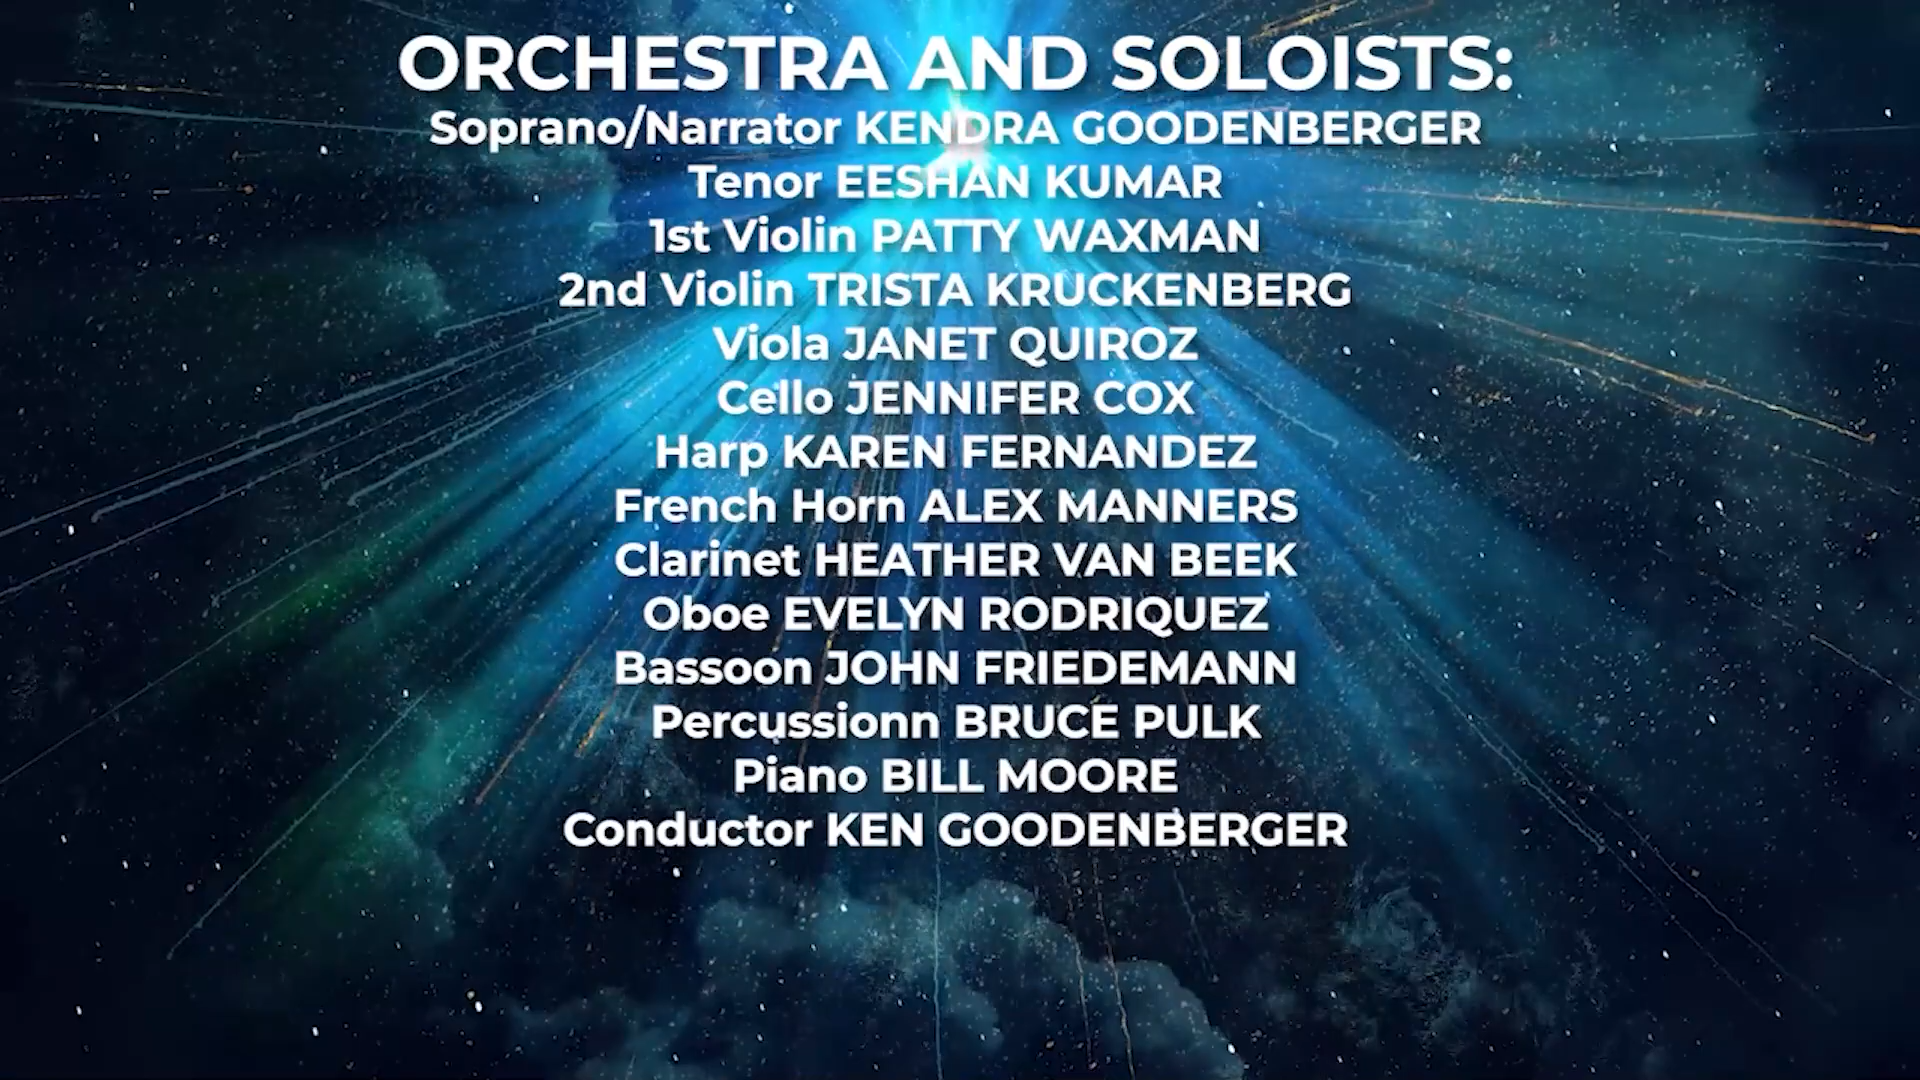 ORCHESTRA AND SOLOISTS:
Soprano/Narrator KENDRA GOODENBERGER
Tenor EESHAN KUMAR
1st Violin PATTY WAXMAN
2nd Violin TRISTA KRUCKENBERG
Viola JANET QUIROZ
Cello JENNIFER COX
Harp KAREN FERNANDEZ
French Horn ALEX MANNERS
Clarinet HEATHER VAN BEEK
Oboe EVELYN RODRIQUEZ
Bassoon JOHN FRIEDEMANN
Percussionn BRUCE PULK
Piano BILL MOORE
Conductor KEN GOODENBERGER